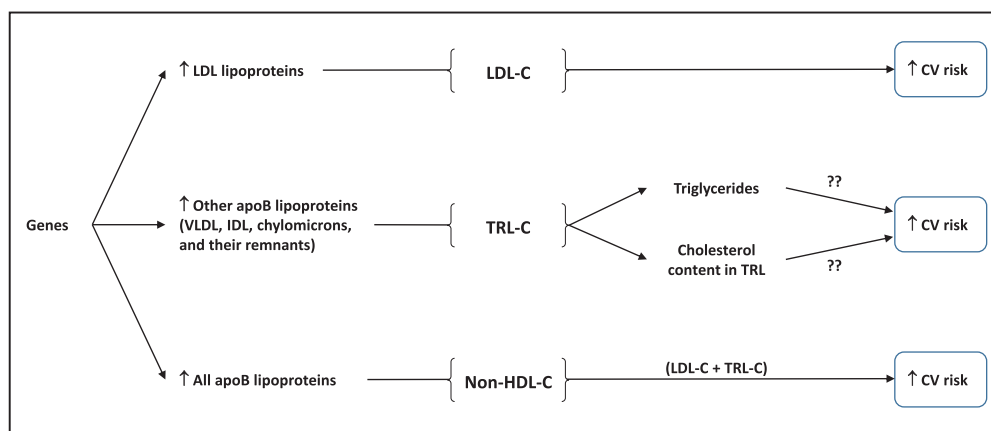 ↑ LDL lipoproteins
LDL-C
↑ CV risk
Genes
↑ Other apoB lipoproteins
(VLDL, IDL, chylomicrons,
and their remnants)
TRL-C
Triglycerides
??
Cholesterol
content in TRL
??
↑ CV risk
↑ All apoB lipoproteins
Non-HDL-C
(LDL-C + TRL-C)
↑ CV risk